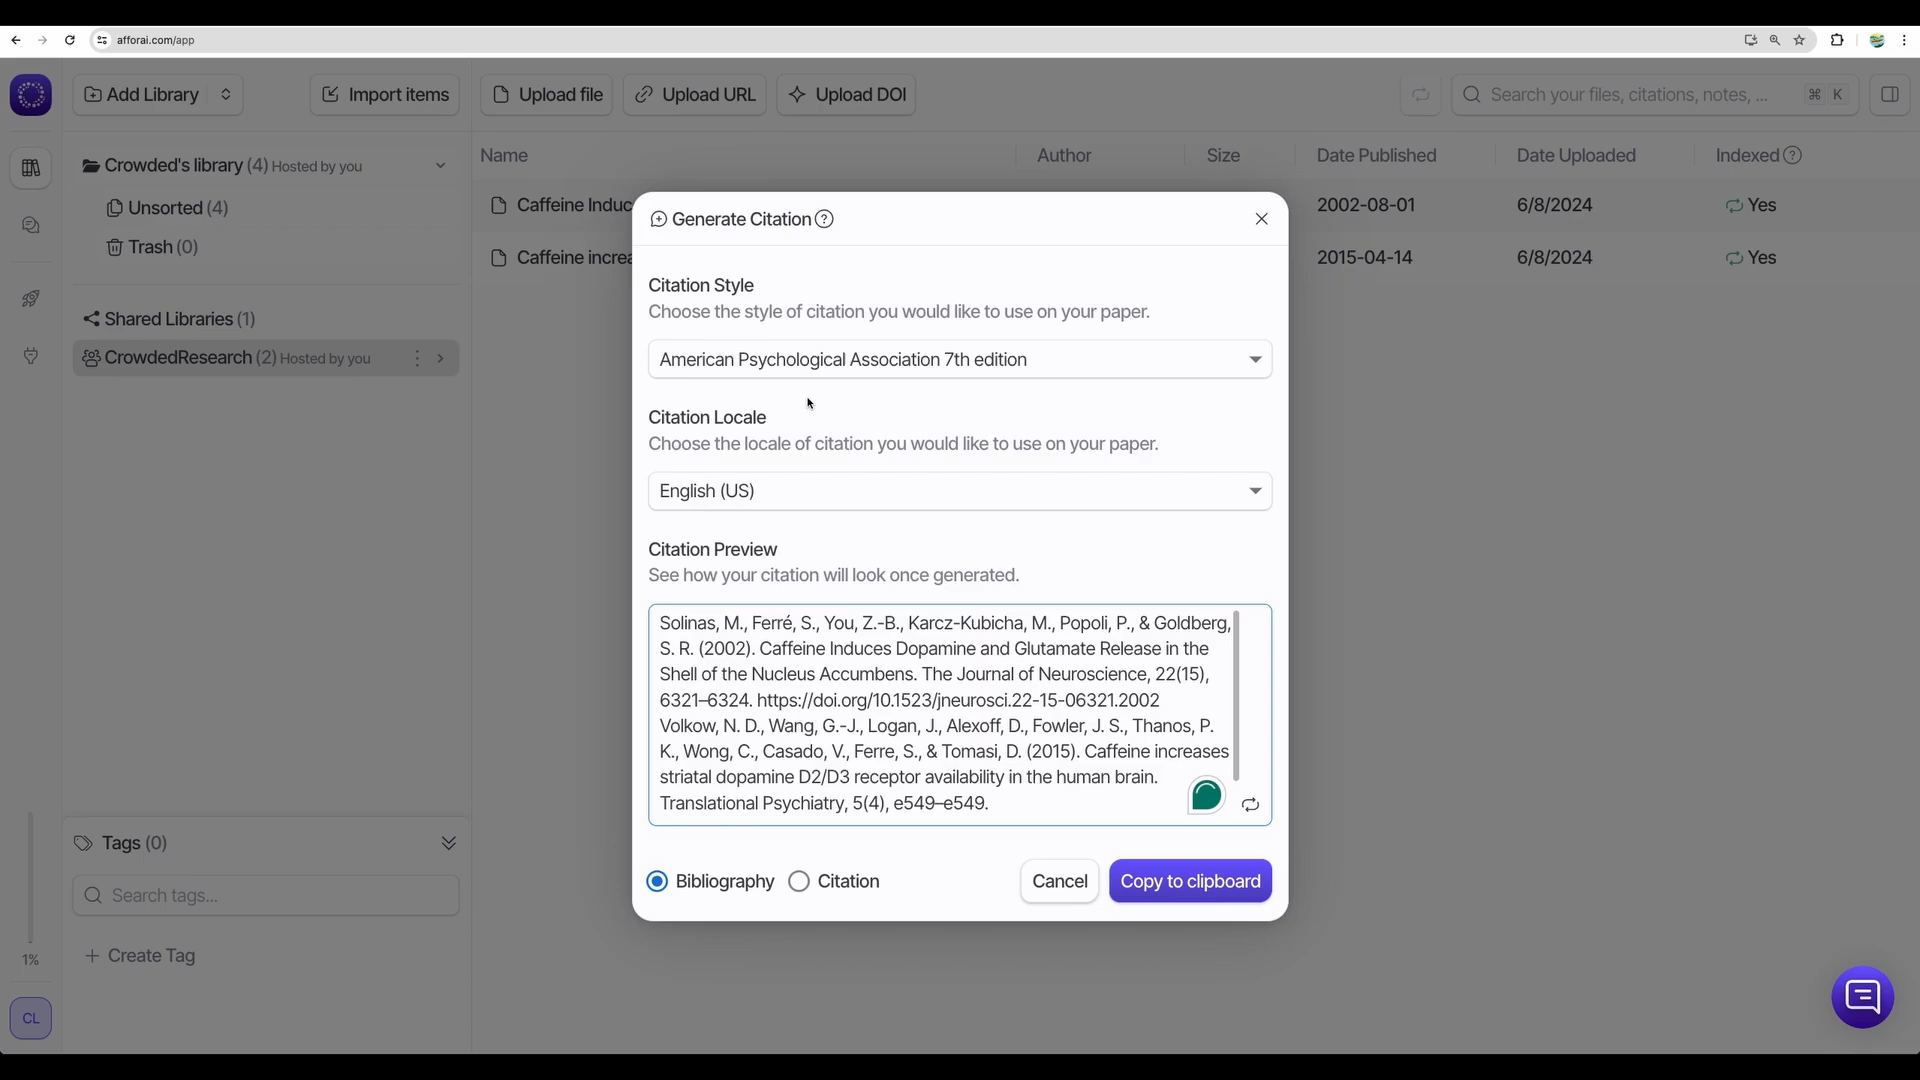 afforai.com/app
Add Library
Import items
Upload file
Upload URL
Upload DOI
Search your files, citations, notes, ...
⌘ K
Crowded's library (4) Hosted by you
Unsorted (4)
Trash (0)
Shared Libraries (1)
CrowdedResearch (2) Hosted by you
Name
Author
Size
Date Published
Date Uploaded
Indexed
Caffeine Induc
2002-08-01
6/8/2024
Yes
Caffeine increa
2015-04-14
6/8/2024
Yes
Generate Citation
Citation Style
Choose the style of citation you would like to use on your paper.
American Psychological Association 7th edition
Citation Locale
Choose the locale of citation you would like to use on your paper.
English (US)
Citation Preview
See how your citation will look once generated.
Solinas, M., Ferré, S., You, Z.-B., Karcz-Kubicha, M., Popoli, P., & Goldberg,
S. R. (2002). Caffeine Induces Dopamine and Glutamate Release in the
Shell of the Nucleus Accumbens. The Journal of Neuroscience, 22(15),
6321–6324. https://doi.org/10.1523/jneurosci.22-15-06321.2002
Volkow, N. D., Wang, G.-J., Logan, J., Alexoff, D., Fowler, J. S., Thanos, P.
K., Wong, C., Casado, V., Ferre, S., & Tomasi, D. (2015). Caffeine increases
striatal dopamine D2/D3 receptor availability in the human brain.
Translational Psychiatry, 5(4), e549–e549.
Bibliography
Citation
Cancel
Copy to clipboard
Tags (0)
Search tags...
+ Create Tag
1%
CL